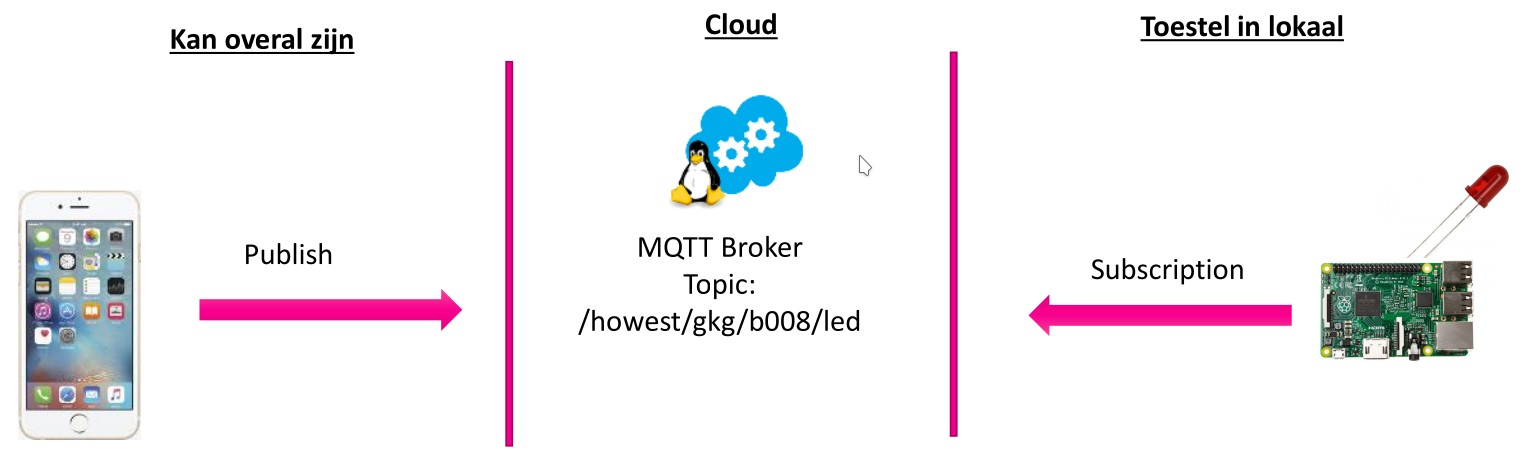 Kan overal zijn
Cloud
Toestel in lokaal
Publish
MQTT Broker
Topic:
/howest/gkg/b008/led
Subscription